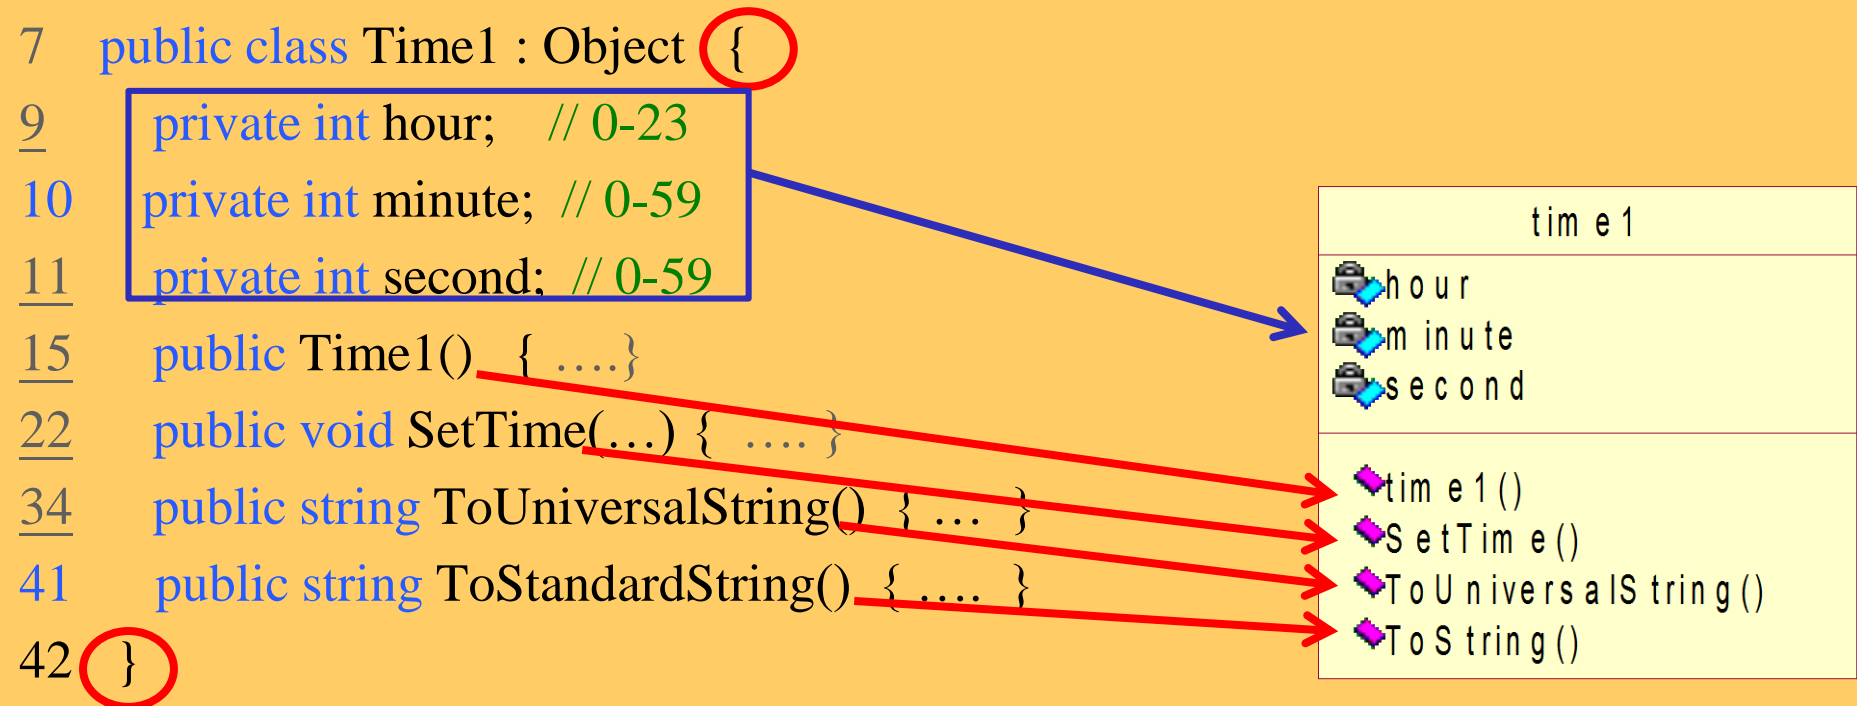 7 public class Time1 : Object {
9 private int hour; // 0-23
10 private int minute; // 0-59
11 private int second; // 0-59
15 public Time1() { ....}
22 public void SetTime(…) { .... }
34 public string ToUniversalString() { … }
41 public string ToStandardString() { .... }
42 }
time1
hour
minute
second
time1()
SetTime()
ToUniversalString()
ToString()